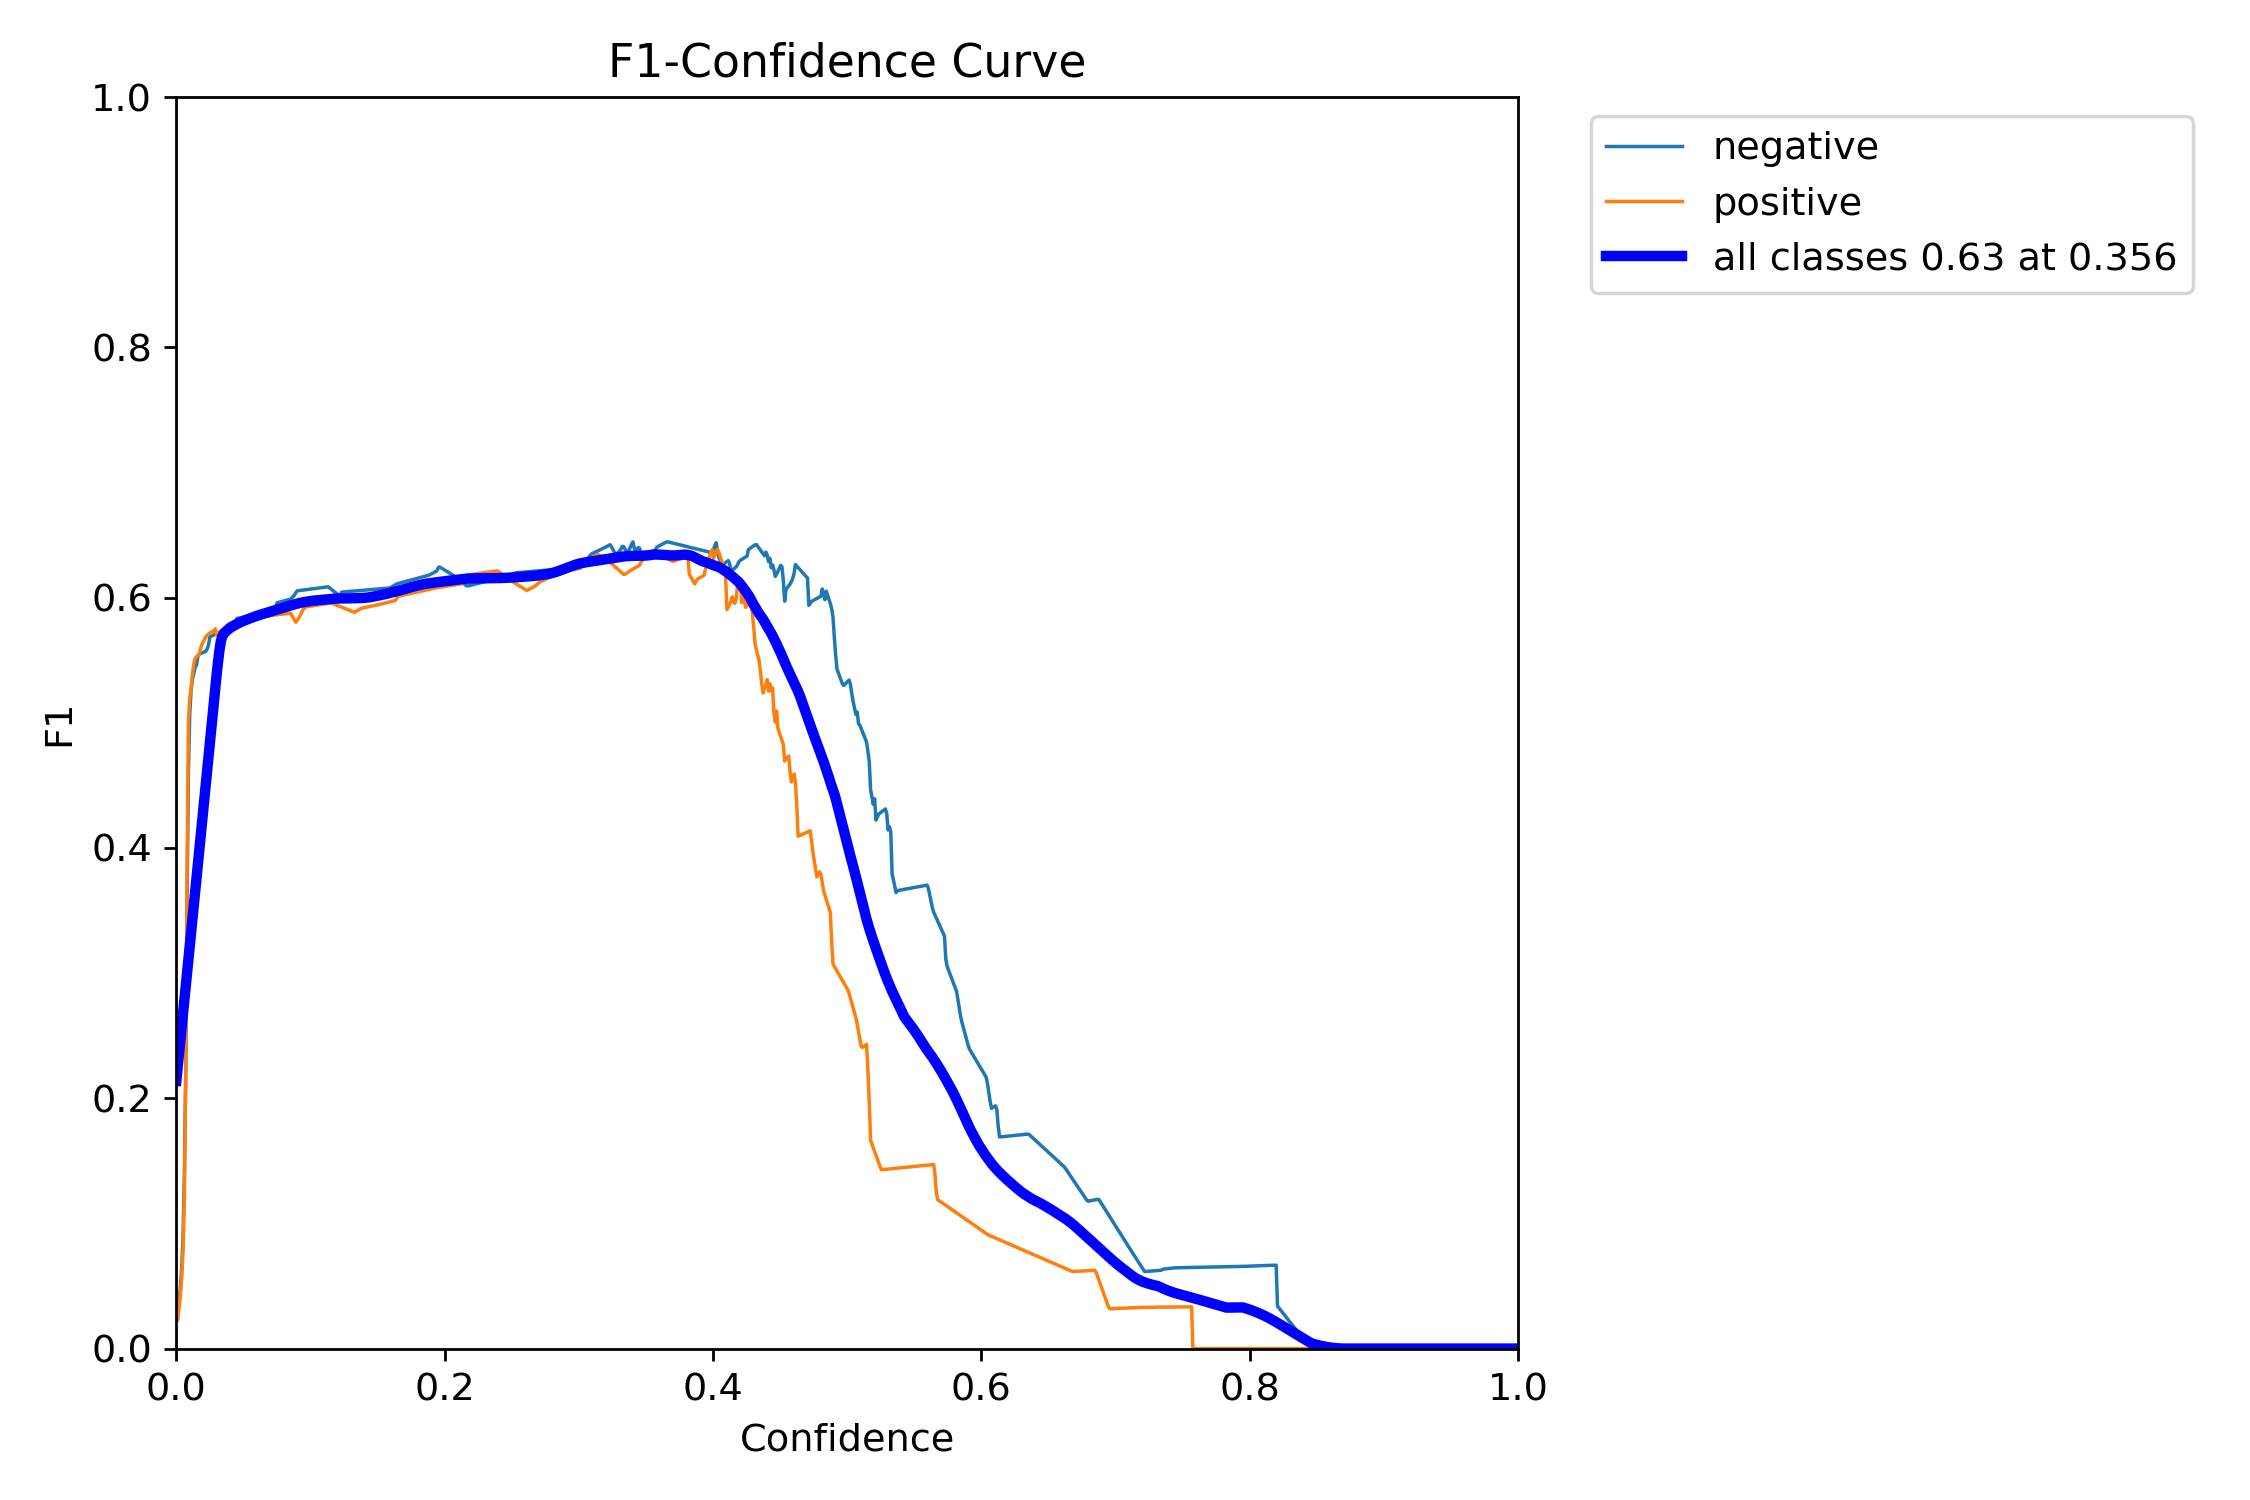 F1-Confidence Curve
1.0
0.8
0.6
0.4
0.2
0.0
F1
0.0 0.2 0.4 0.6 0.8 1.0
Confidence
negative
positive
all classes 0.63 at 0.356